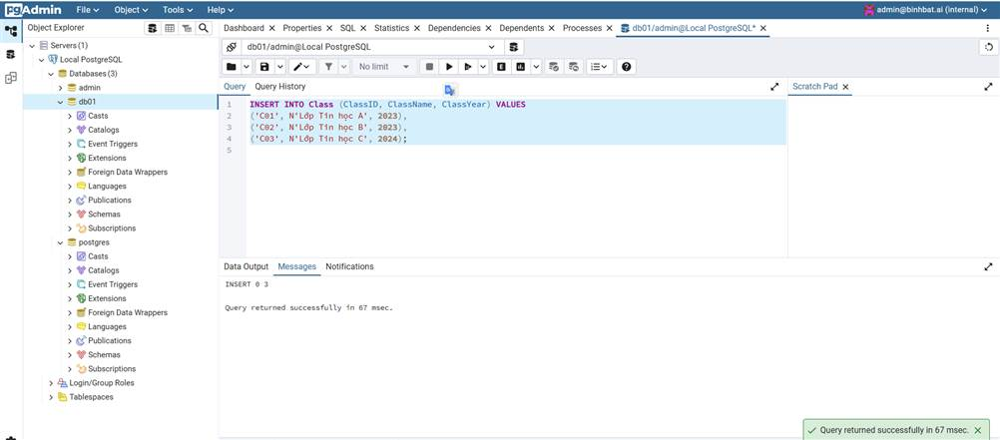 pgAdmin File Object Tools Help admin@binhbat.ai (internal)
Object Explorer
Dashboard Properties SQL Statistics Dependencies Dependents Processes db01/admin@Local PostgreSQL*
Servers (1)
Local PostgreSQL
Databases (3)
admin
db01
Casts
Catalogs
Event Triggers
Extensions
Foreign Data Wrappers
Languages
Publications
Schemas
Subscriptions
postgres
Casts
Catalogs
Event Triggers
Extensions
Foreign Data Wrappers
Languages
Publications
Schemas
Subscriptions
Login/Group Roles
Tablespaces
db01/admin@Local PostgreSQL
No limit
Query Query History
Scratch Pad
1 INSERT INTO Class (ClassID, ClassName, ClassYear) VALUES
2 ('C01', N'Lớp Tin học A', 2023),
3 ('C02', N'Lớp Tin học B', 2023),
4 ('C03', N'Lớp Tin học C', 2024);
5
Data Output Messages Notifications
INSERT 0 3
Query returned successfully in 67 msec.
Query returned successfully in 67 msec.